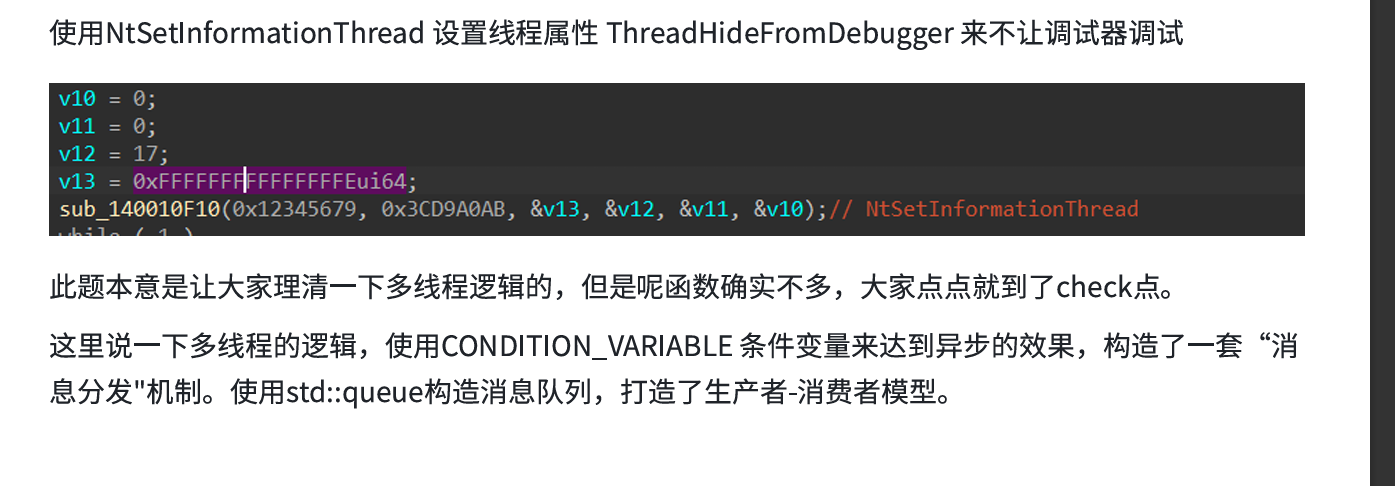 使用NtSetInformationThread 设置线程属性 ThreadHideFromDebugger 来不让调试器调试
v10 = 0;
v11 = 0;
v12 = 17;
v13 = 0xFFFFFFFFFFFFFFFEui64;
sub_140010F10(0x12345679, 0x3CD9A0AB, &v13, &v12, &v11, &v10);// NtSetInformationThread
while ( 1 )
此题本意是让大家理清一下多线程逻辑的，但是呢函数确实不多，大家点点就到了check点。
这里说一下多线程的逻辑，使用CONDITION_VARIABLE 条件变量来达到异步的效果，构造了一套“消
息分发"机制。使用std::queue构造消息队列，打造了生产者-消费者模型。